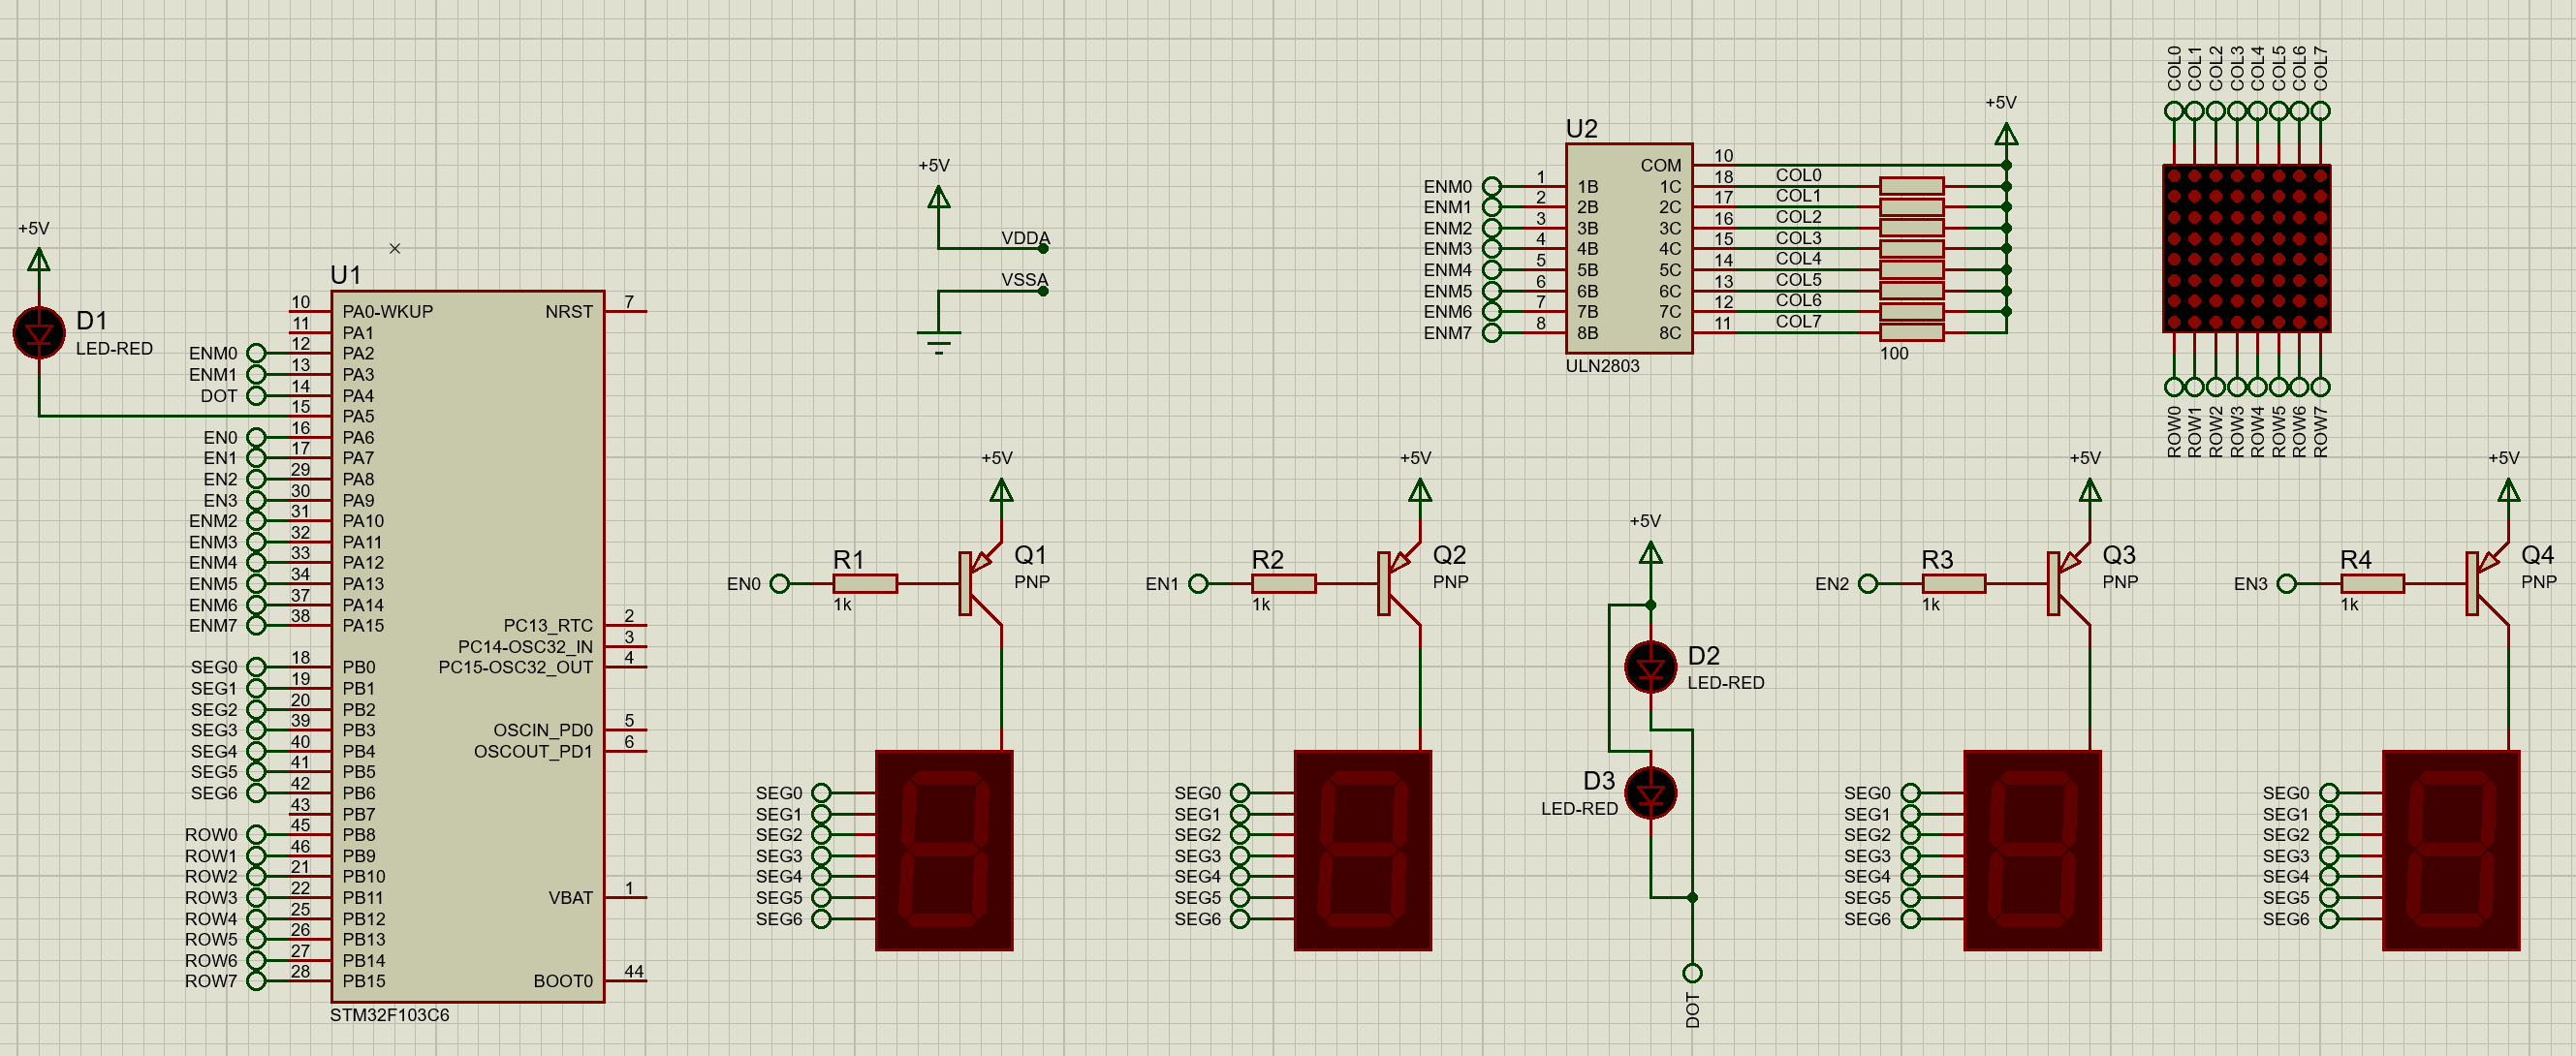 +5V
D1
LED-RED
U1
10 PA0-WKUP
11 PA1
ENM0 12 PA2
ENM1 13 PA3
DOT 14 PA4
15 PA5
EN0 16 PA6
EN1 17 PA7
EN2 29 PA8
EN3 30 PA9
ENM2 31 PA10
ENM3 32 PA11
ENM4 33 PA12
ENM5 34 PA13
ENM6 37 PA14
ENM7 38 PA15
SEG0 18 PB0
SEG1 19 PB1
SEG2 20 PB2
SEG3 39 PB3
SEG4 40 PB4
SEG5 41 PB5
SEG6 42 PB6
43 PB7
ROW0 45 PB8
ROW1 46 PB9
ROW2 21 PB10
ROW3 22 PB11
ROW4 25 PB12
ROW5 26 PB13
ROW6 27 PB14
ROW7 28 PB15
NRST 7
PC13_RTC 2
PC14-OSC32_IN 3
PC15-OSC32_OUT 4
OSCIN_PD0 5
OSCOUT_PD1 6
VBAT 1
BOOT0 44
STM32F103C6
+5V
VDDA
VSSA
U2
COM 10
ENM0 1 1B 1C 18 COL0
ENM1 2 2B 2C 17 COL1
ENM2 3 3B 3C 16 COL2
ENM3 4 4B 4C 15 COL3
ENM4 5 5B 5C 14 COL4
ENM5 6 6B 6C 13 COL5
ENM6 7 7B 7C 12 COL6
ENM7 8 8B 8C 11 COL7
ULN2803
100
+5V
COL0
COL1
COL2
COL3
COL4
COL5
COL6
COL7
ROW0
ROW1
ROW2
ROW3
ROW4
ROW5
ROW6
ROW7
+5V
EN0
R1
1k
Q1
PNP
SEG0
SEG1
SEG2
SEG3
SEG4
SEG5
SEG6
+5V
EN1
R2
1k
Q2
PNP
SEG0
SEG1
SEG2
SEG3
SEG4
SEG5
SEG6
+5V
D2
LED-RED
D3
LED-RED
DOT
+5V
EN2
R3
1k
Q3
PNP
SEG0
SEG1
SEG2
SEG3
SEG4
SEG5
SEG6
+5V
EN3
R4
1k
Q4
PNP
SEG0
SEG1
SEG2
SEG3
SEG4
SEG5
SEG6